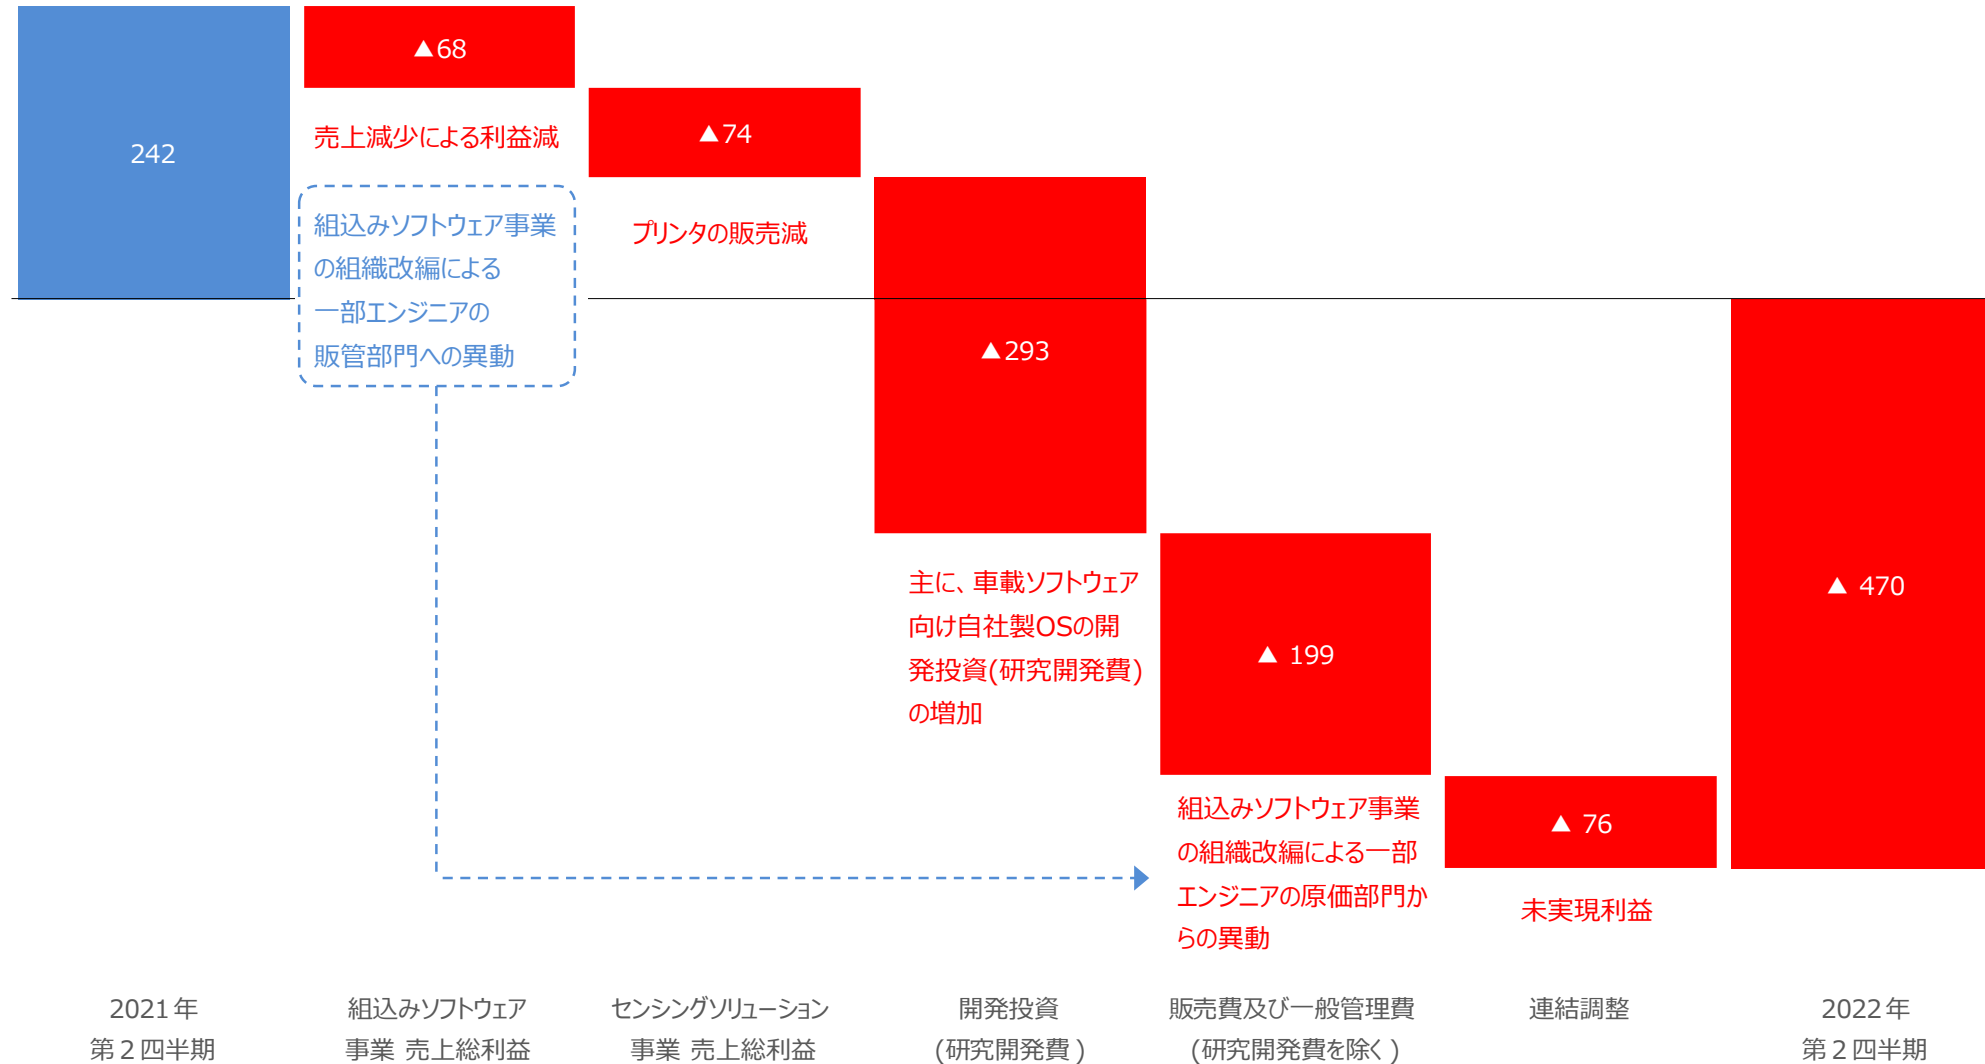 242
▲68
売上減少による利益減
組込みソフトウェア事業
の組織改編による
一部エンジニアの
販管部門への異動
▲74
プリンタの販売減
▲293
主に、車載ソフトウェア
向け自社製OSの開
発投資(研究開発費)
の増加
▲ 199
組込みソフトウェア事業
の組織改編による一部
エンジニアの原価部門か
らの異動
▲ 76
未実現利益
▲ 470
2021年
第２四半期
組込みソフトウェア
事業 売上総利益
センシングソリューション
事業 売上総利益
開発投資
(研究開発費)
販売費及び一般管理費
(研究開発費を除く)
連結調整
2022年
第２四半期